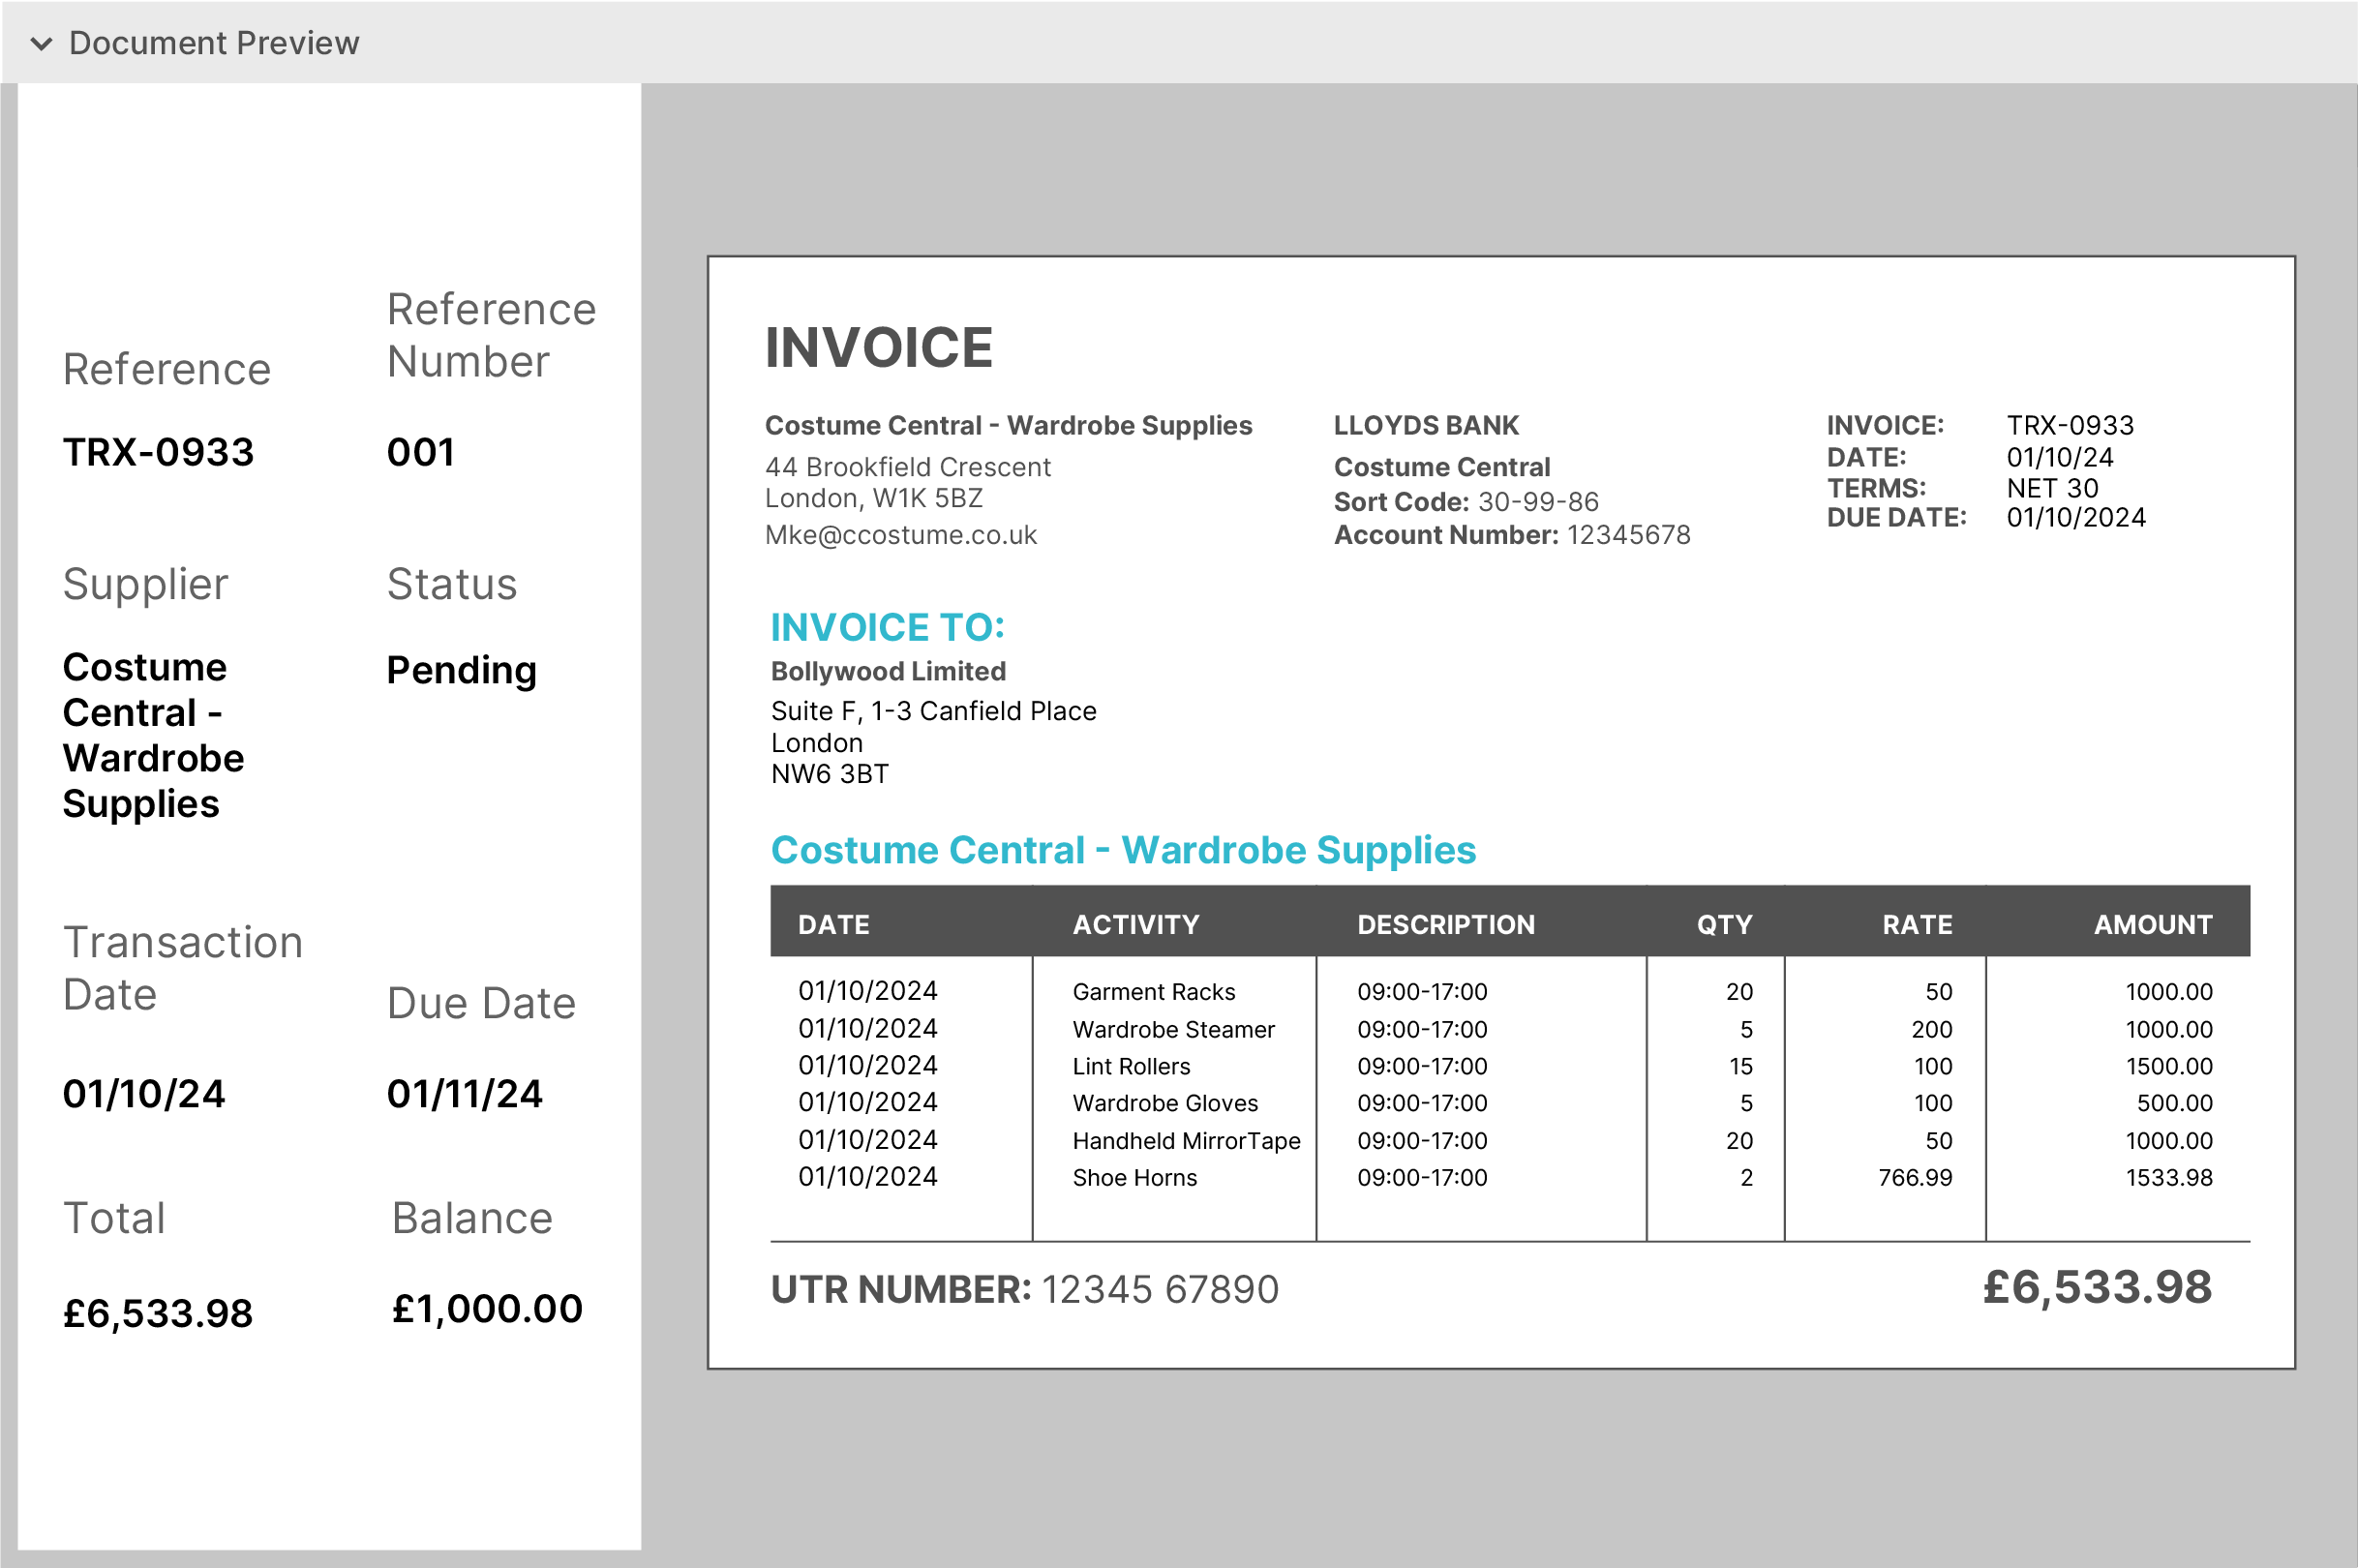 Document Preview
Reference
Reference
Number
TRX-0933
001
Supplier
Status
Costume
Central -
Wardrobe
Supplies
Pending
Transaction
Date
Due Date
01/10/24
01/11/24
Total
Balance
£6,533.98
£1,000.00
INVOICE
Costume Central - Wardrobe Supplies
44 Brookfield Crescent
London, W1K 5BZ
Mke@ccostume.co.uk
LLOYDS BANK
Costume Central
Sort Code: 30-99-86
Account Number: 12345678
INVOICE: TRX-0933
DATE: 01/10/24
TERMS: NET 30
DUE DATE: 01/10/2024
INVOICE TO:
Bollywood Limited
Suite F, 1-3 Canfield Place
London
NW6 3BT
Costume Central - Wardrobe Supplies
DATE ACTIVITY DESCRIPTION QTY RATE AMOUNT
01/10/2024 Garment Racks 09:00-17:00 20 50 1000.00
01/10/2024 Wardrobe Steamer 09:00-17:00 5 200 1000.00
01/10/2024 Lint Rollers 09:00-17:00 15 100 1500.00
01/10/2024 Wardrobe Gloves 09:00-17:00 5 100 500.00
01/10/2024 Handheld MirrorTape 09:00-17:00 20 50 1000.00
01/10/2024 Shoe Horns 09:00-17:00 2 766.99 1533.98
UTR NUMBER: 12345 67890 £6,533.98